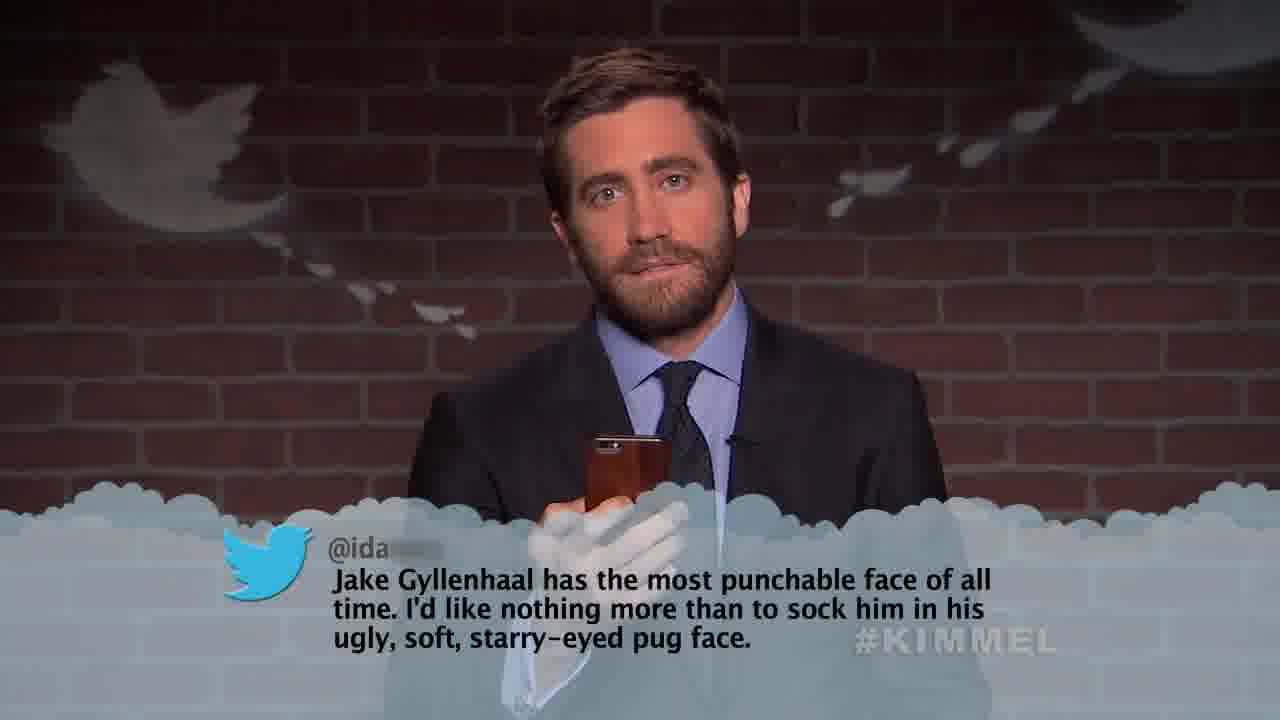 @ida
Jake Gyllenhaal has the most punchable face of all
time. I'd like nothing more than to sock him in his
ugly, soft, starry-eyed pug face.
#KIMMEL